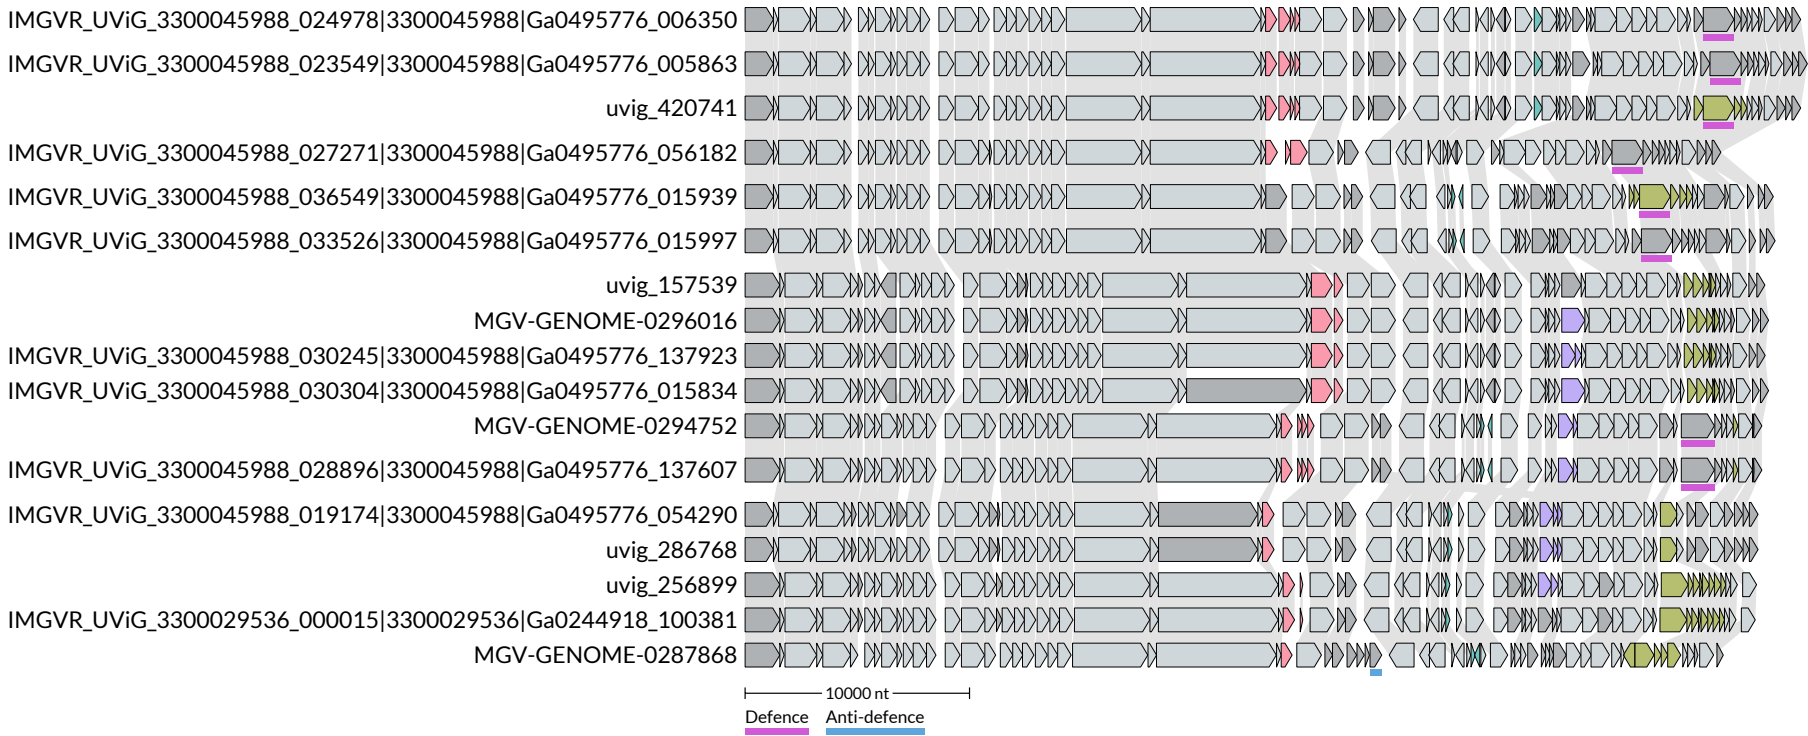 IMGVR_UViG_3300045988_024978|3300045988|Ga0495776_006350
IMGVR_UViG_3300045988_023549|3300045988|Ga0495776_005863
uvig_420741
IMGVR_UViG_3300045988_027271|3300045988|Ga0495776_056182
IMGVR_UViG_3300045988_036549|3300045988|Ga0495776_015939
IMGVR_UViG_3300045988_033526|3300045988|Ga0495776_015997
uvig_157539
MGV-GENOME-0296016
IMGVR_UViG_3300045988_030245|3300045988|Ga0495776_137923
IMGVR_UViG_3300045988_030304|3300045988|Ga0495776_015834
MGV-GENOME-0294752
IMGVR_UViG_3300045988_028896|3300045988|Ga0495776_137607
IMGVR_UViG_3300045988_019174|3300045988|Ga0495776_054290
uvig_286768
uvig_256899
IMGVR_UViG_3300029536_000015|3300029536|Ga0244918_100381
MGV-GENOME-0287868
10000 nt
Defence Anti-defence